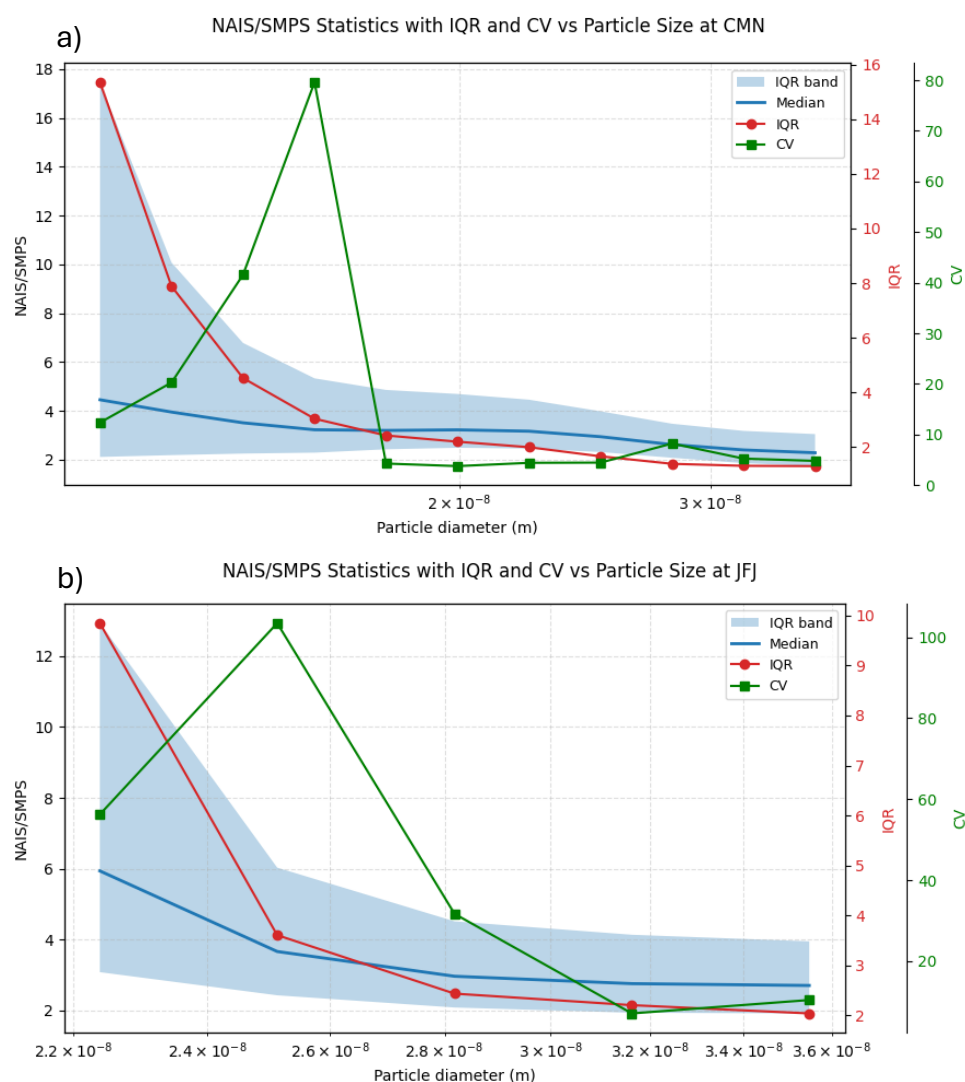 a)
NAIS/SMPS Statistics with IQR and CV vs Particle Size at CMN
NAIS/SMPS
18
16
14
12
10
8
6
4
2
IQR band
Median
IQR
CV
16
14
12
10
8
6
4
2
IQR
80
70
60
50
40
30
20
10
0
CV
2 × 10⁻⁸
3 × 10⁻⁸
Particle diameter (m)
b)
NAIS/SMPS Statistics with IQR and CV vs Particle Size at JFJ
NAIS/SMPS
12
10
8
6
4
2
IQR band
Median
IQR
CV
10
9
8
7
6
5
4
3
2
IQR
100
80
60
40
20
CV
2.2 × 10⁻⁸
2.4 × 10⁻⁸
2.6 × 10⁻⁸
2.8 × 10⁻⁸
3 × 10⁻⁸
3.2 × 10⁻⁸
3.4 × 10⁻⁸
3.6 × 10⁻⁸
Particle diameter (m)